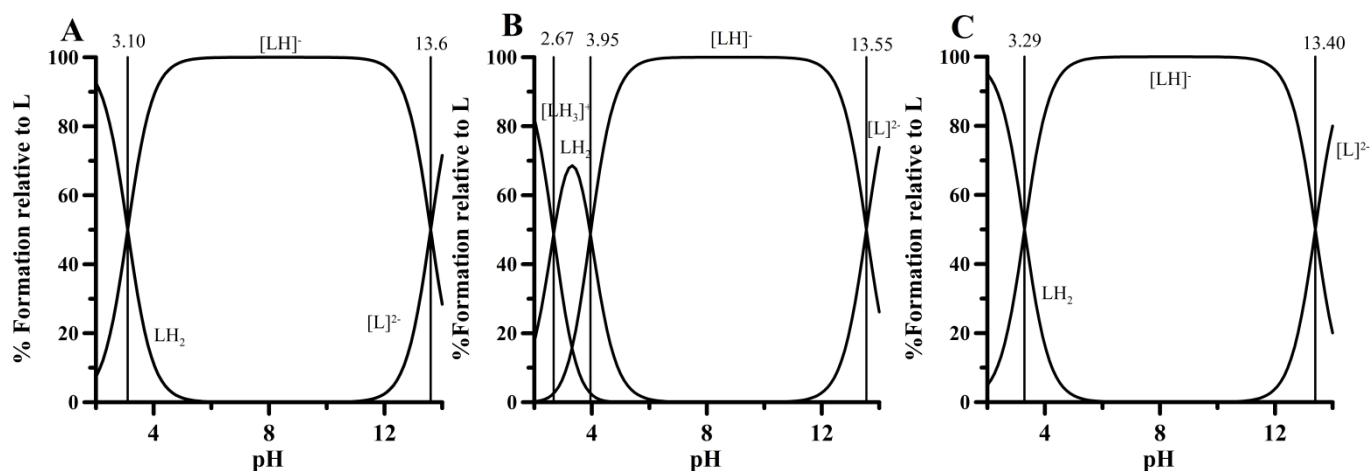 A
3.10
13.6
[LH]⁻
% Formation relative to L
100
80
60
40
20
0
LH₂
[L]²⁻
4
8
12
pH
B
2.67
3.95
13.55
[LH]⁻
%Formation relative to L
100
80
60
40
20
0
[LH₃]⁺
LH₂
[L]²⁻
4
8
12
pH
C
3.29
13.40
[LH]⁻
%Formation relative to L
100
80
60
40
20
0
LH₂
[L]²⁻
4
8
12
pH